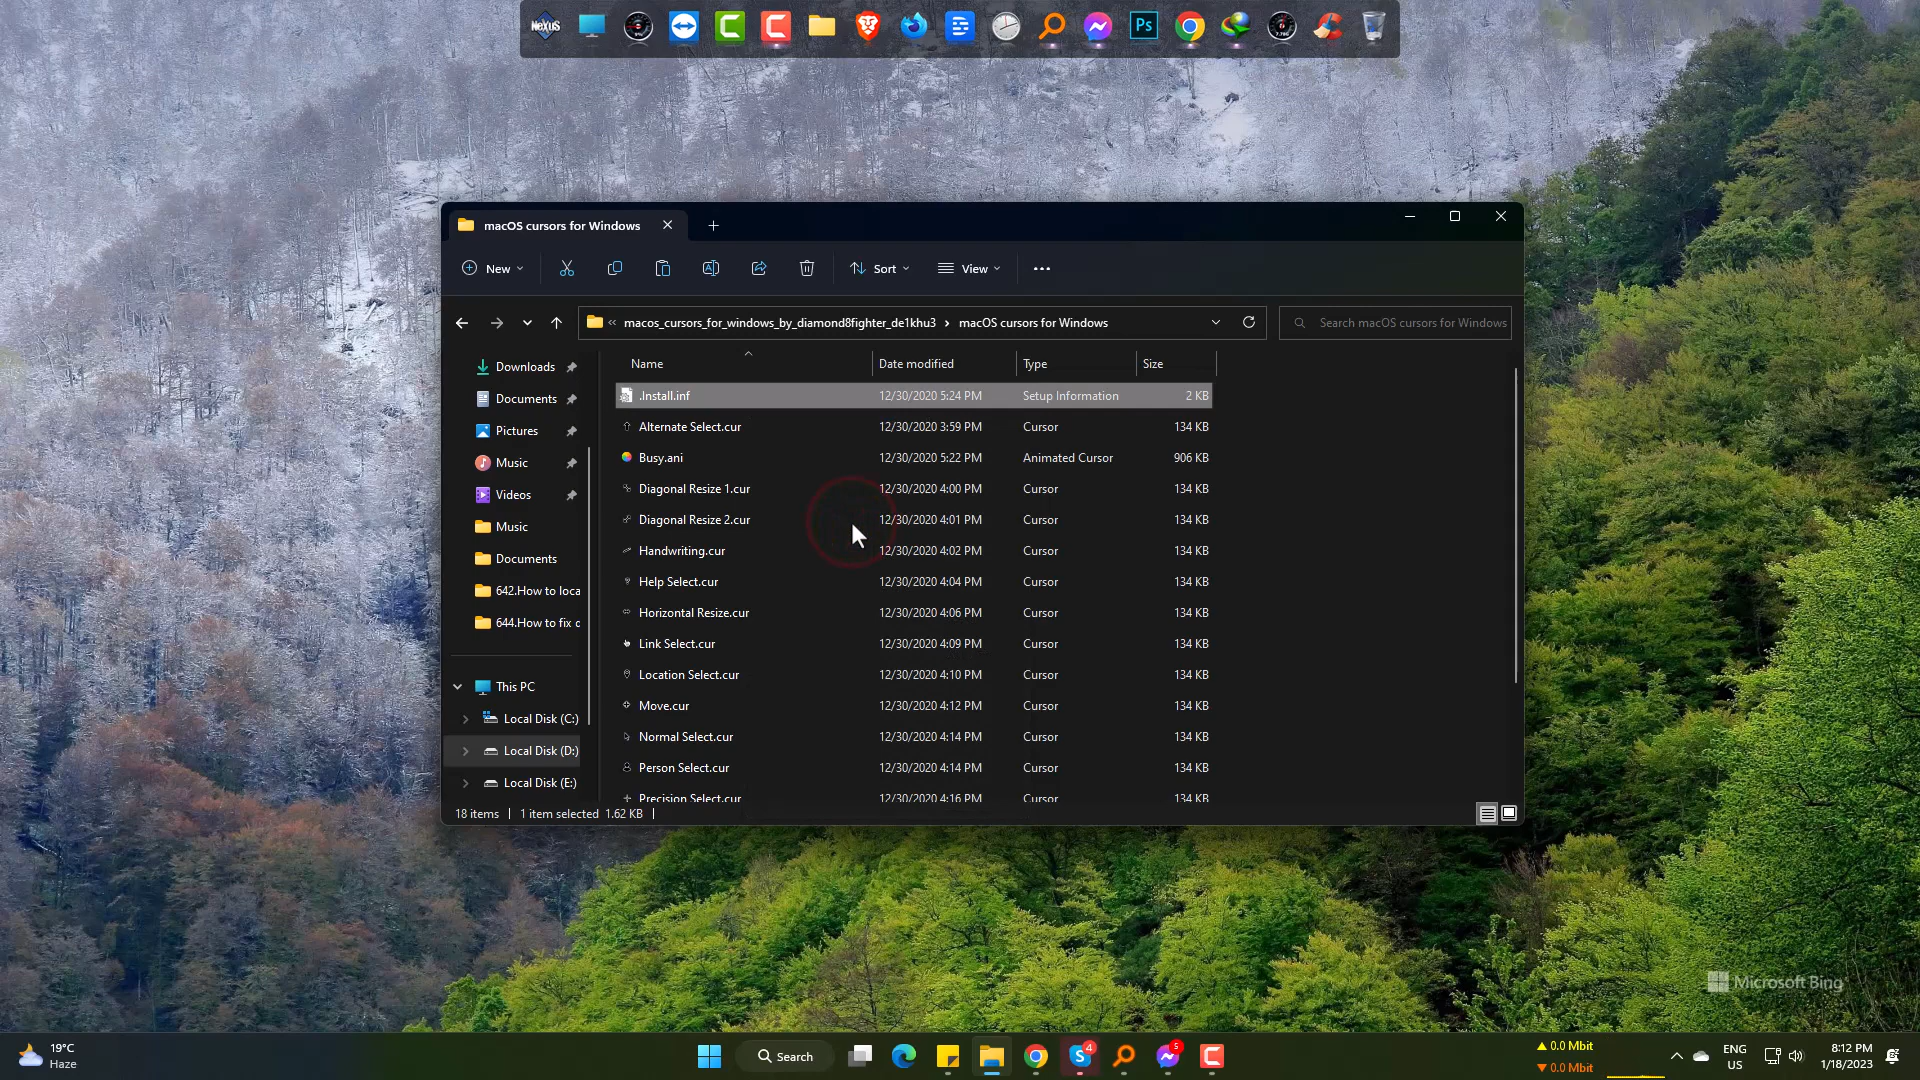 NEXUS
Ps
macOS cursors for Windows
New
Sort
View
« macos_cursors_for_windows_by_diamond8fighter_de1khu3 > macOS cursors for Windows
Search macOS cursors for Windows
Downloads
Documents
Pictures
Music
Videos
Music
Documents
642.How to loca
644.How to fix c
This PC
Local Disk (C:)
Local Disk (D:)
Local Disk (E:)
Name Date modified Type Size
.Install.inf 12/30/2020 5:24 PM Setup Information 2 KB
Alternate Select.cur 12/30/2020 3:59 PM Cursor 134 KB
Busy.ani 12/30/2020 5:22 PM Animated Cursor 906 KB
Diagonal Resize 1.cur 12/30/2020 4:00 PM Cursor 134 KB
Diagonal Resize 2.cur 12/30/2020 4:01 PM Cursor 134 KB
Handwriting.cur 12/30/2020 4:02 PM Cursor 134 KB
Help Select.cur 12/30/2020 4:04 PM Cursor 134 KB
Horizontal Resize.cur 12/30/2020 4:06 PM Cursor 134 KB
Link Select.cur 12/30/2020 4:09 PM Cursor 134 KB
Location Select.cur 12/30/2020 4:10 PM Cursor 134 KB
Move.cur 12/30/2020 4:12 PM Cursor 134 KB
Normal Select.cur 12/30/2020 4:14 PM Cursor 134 KB
Person Select.cur 12/30/2020 4:14 PM Cursor 134 KB
Precision Select.cur 12/30/2020 4:16 PM Cursor 134 KB
18 items 1 item selected 1.62 KB
Microsoft Bing
19°C
Haze
Search
S
4
5
0.0 Mbit
0.0 Mbit
ENG
US
8:12 PM
1/18/2023